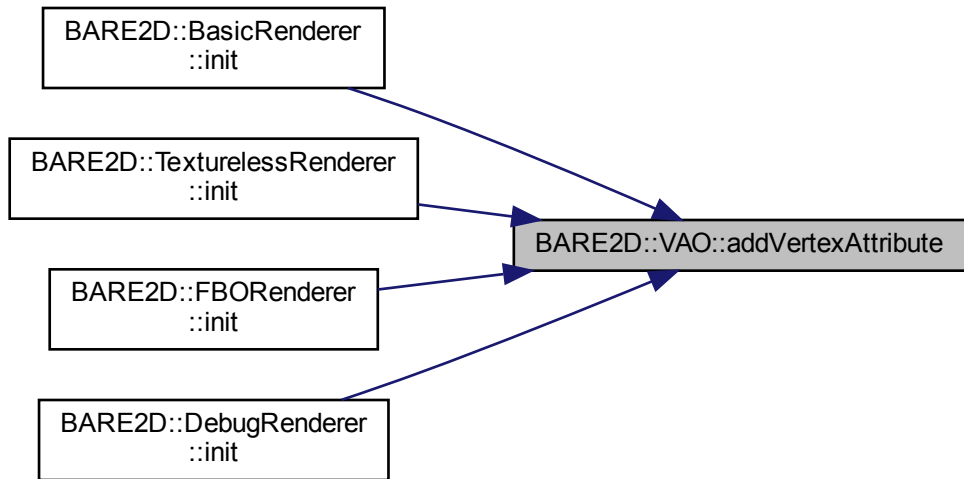 BARE2D::BasicRenderer
::init
BARE2D::TexturelessRenderer
::init
BARE2D::VAO::addVertexAttribute
BARE2D::FBORenderer
::init
BARE2D::DebugRenderer
::init